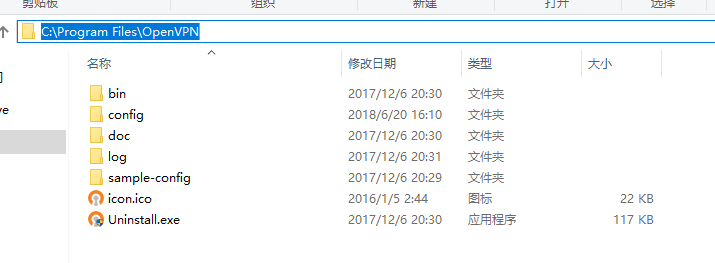 剪贴板 组织 新建 打开 选择
C:\Program Files\OpenVPN
名称 修改日期 类型 大小
bin 2017/12/6 20:30 文件夹
config 2018/6/20 16:10 文件夹
doc 2017/12/6 20:30 文件夹
ve
log 2017/12/6 20:31 文件夹
sample-config 2017/12/6 20:29 文件夹
icon.ico 2016/1/5 2:44 图标 22 KB
Uninstall.exe 2017/12/6 20:30 应用程序 117 KB